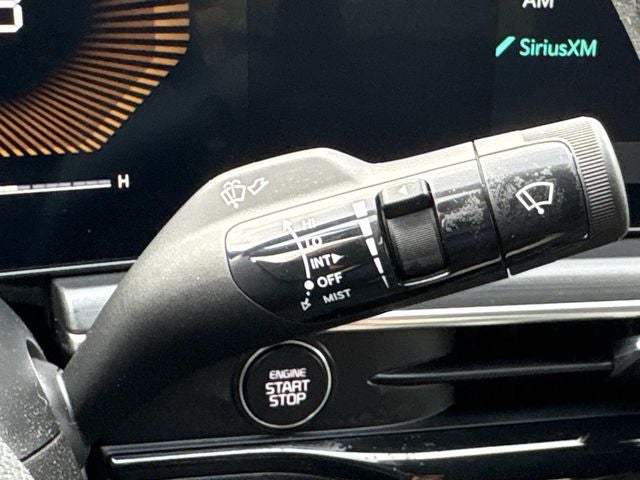 AM
SiriusXM
H
HI
LO
INT
OFF
MIST
ENGINE
START
STOP